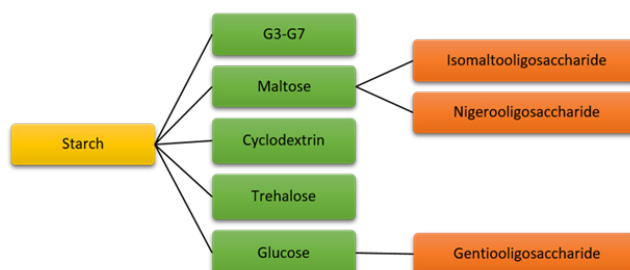 G3-G7
Isomaltooligosaccharide
Maltose
Nigerooligosaccharide
Starch
Cyclodextrin
Trehalose
Glucose
Gentiooligosaccharide